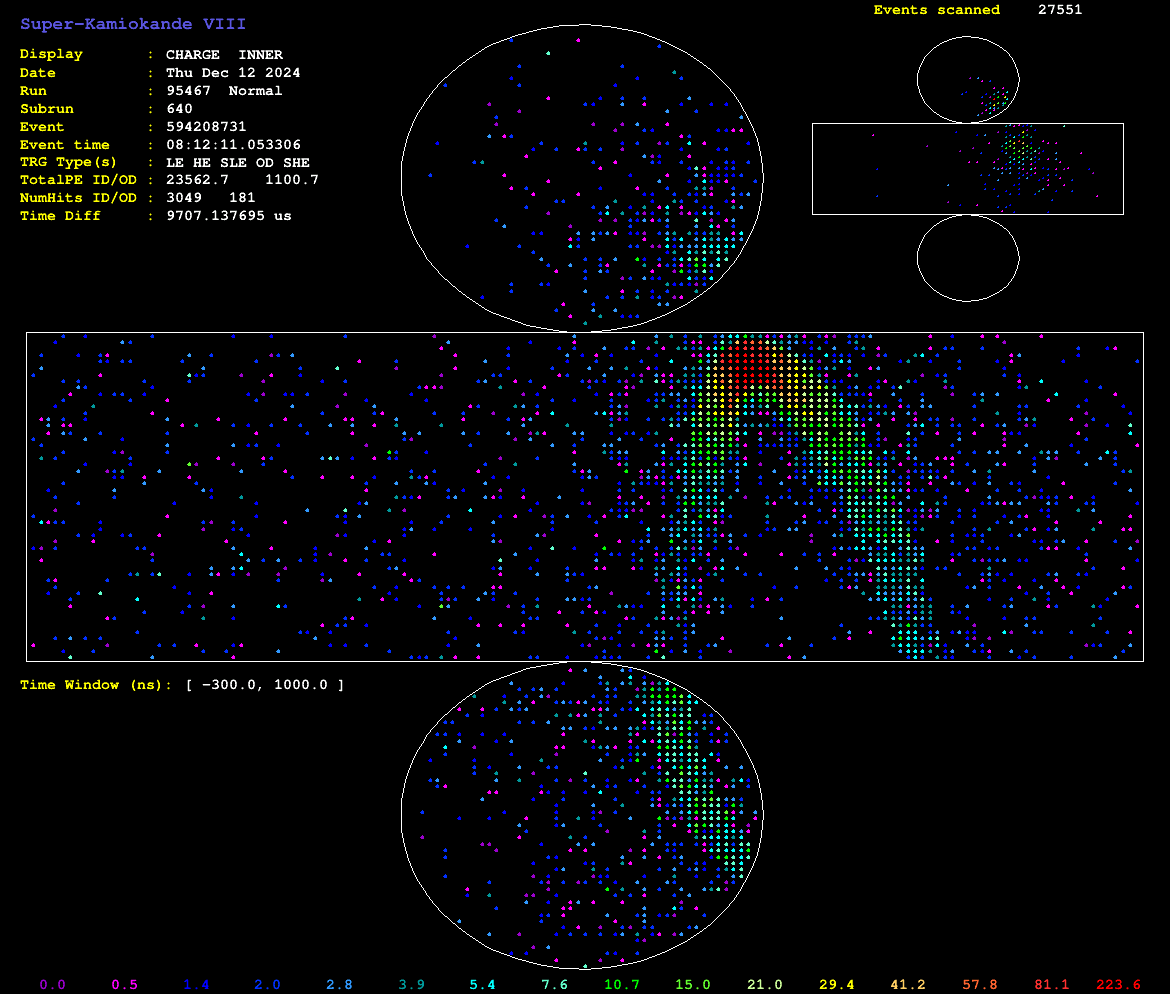 Super-Kamiokande VIII
Events scanned 27551
Display : CHARGE INNER
Date : Thu Dec 12 2024
Run : 95467 Normal
Subrun : 640
Event : 594208731
Event time : 08:12:11.053306
TRG Type(s) : LE HE SLE OD SHE
TotalPE ID/OD : 23562.7 1100.7
NumHits ID/OD : 3049 181
Time Diff : 9707.137695 us
Time Window (ns): [ -300.0, 1000.0 ]
0.0 0.5 1.4 2.0 2.8 3.9 5.4 7.6 10.7 15.0 21.0 29.4 41.2 57.8 81.1 223.6